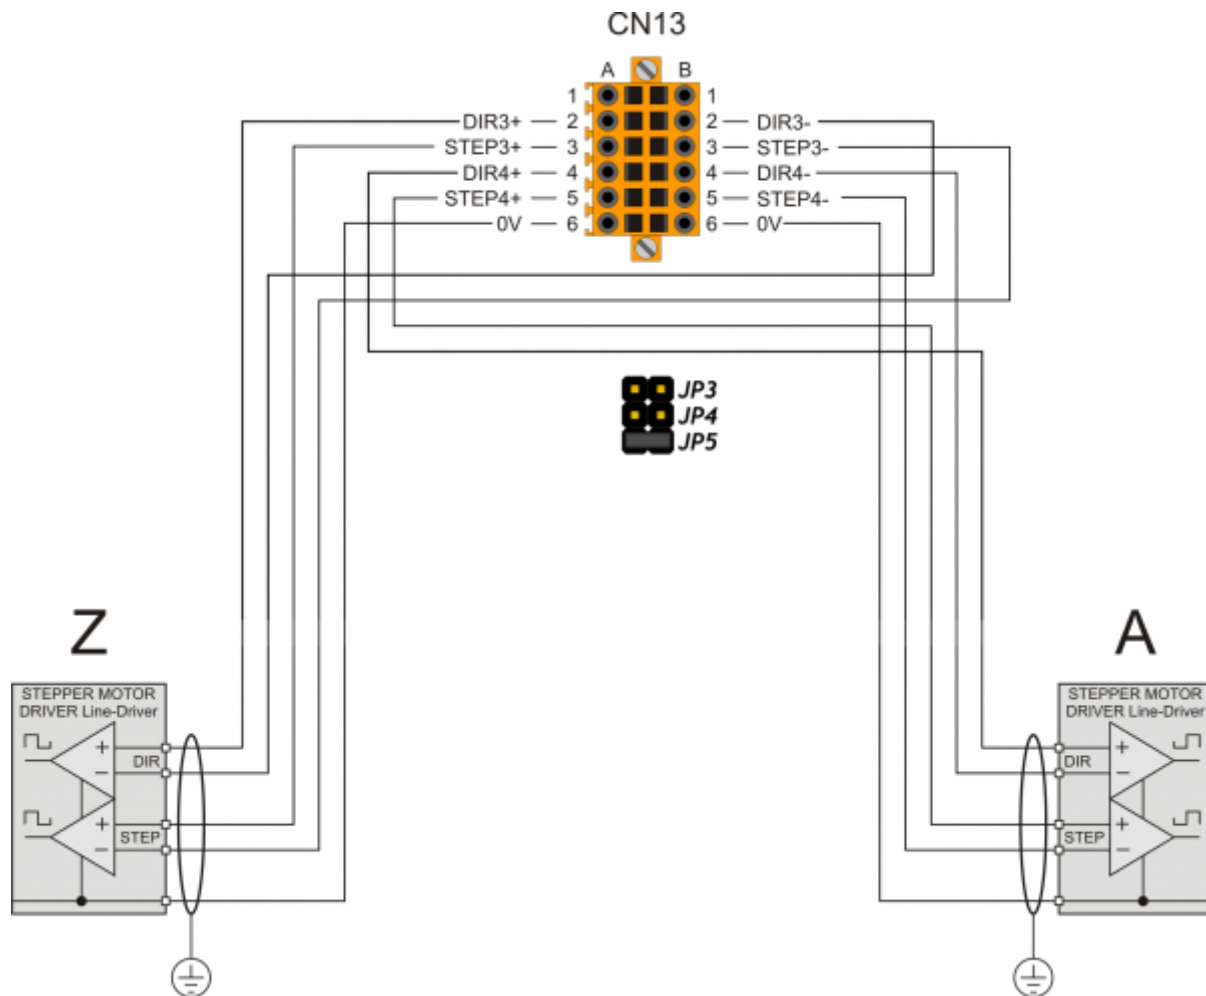 CN13
A B
1 1
DIR3+ 2 2 DIR3-
STEP3+ 3 3 STEP3-
DIR4+ 4 4 DIR4-
STEP4+ 5 5 STEP4-
0V 6 6 0V
JP3
JP4
JP5
Z
STEPPER MOTOR
DRIVER Line-Driver
+
DIR
−
+
STEP
−
A
STEPPER MOTOR
DRIVER Line-Driver
+
DIR
−
+
STEP
−